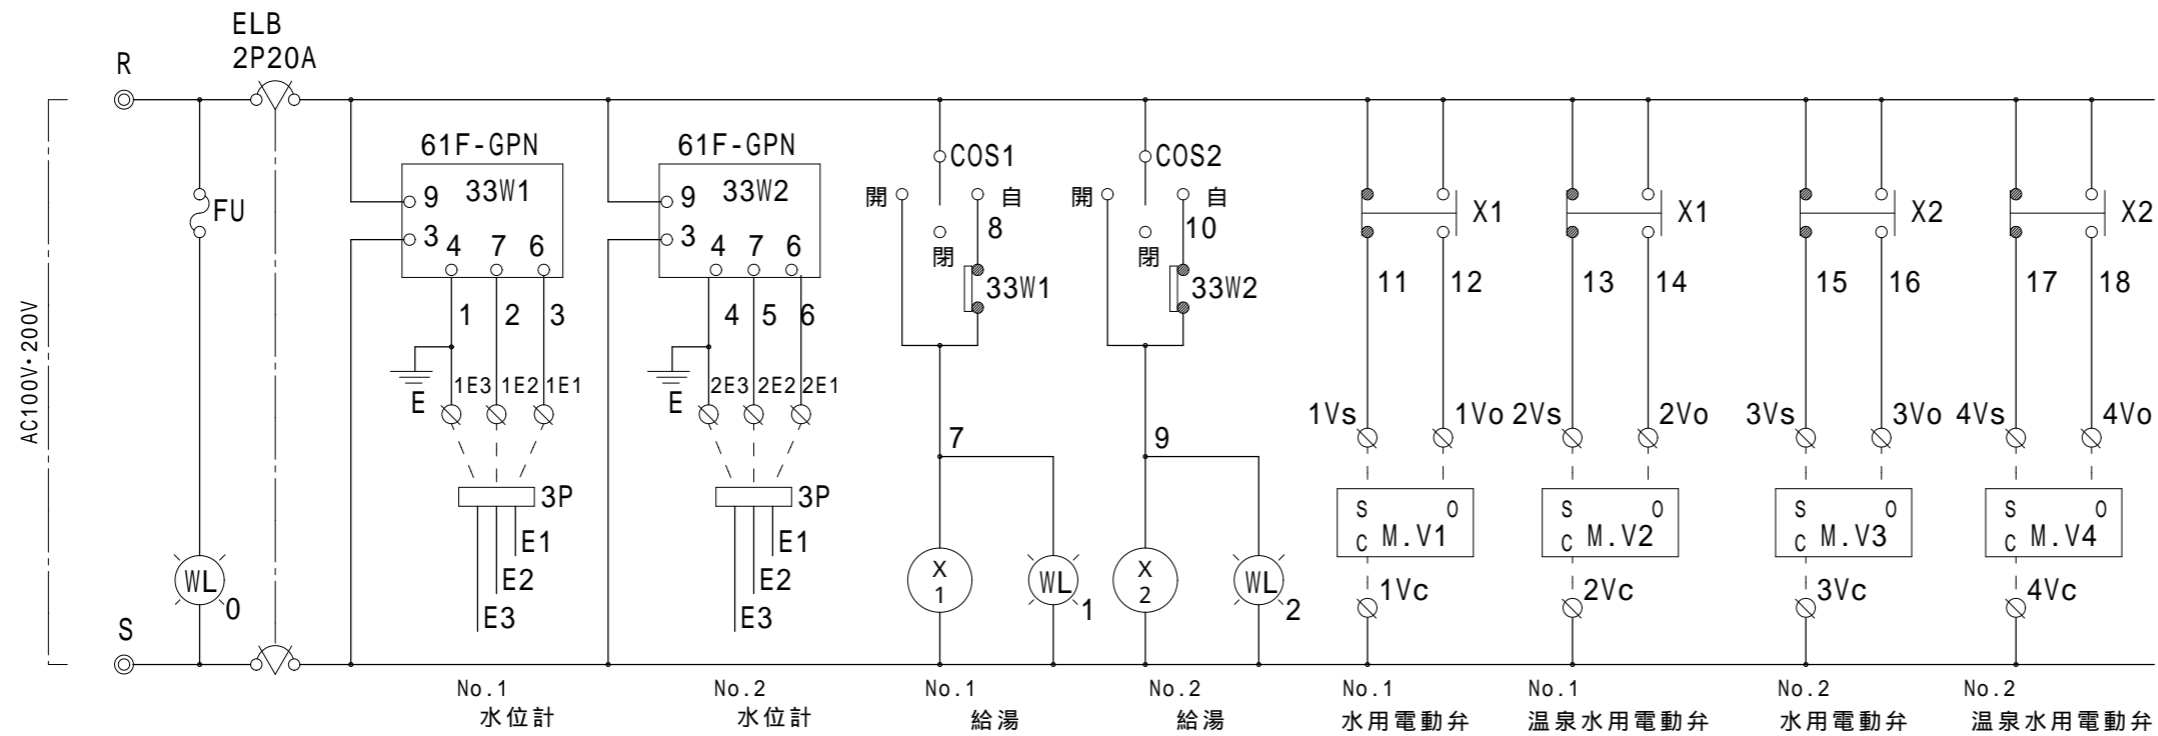 ELB
2P20A
R
61F-GPN
9 33W1
3 4 7 6
1 2 3
1E3 1E2 1E1
E
3P
E1
E2
E3
61F-GPN
9 33W2
3 4 7 6
4 5 6
2E3 2E2 2E1
E
3P
E1
E2
E3
COS1
開 自
8
閉
33W1
7
X
1
WL
1
COS2
開 自
10
閉
33W2
9
X
2
WL
2
X1
11 12
1Vs 1Vo
S O
C M.V1
1Vc
X1
13 14
2Vs 2Vo
S O
C M.V2
2Vc
X2
15 16
3Vs 3Vo
S O
C M.V3
3Vc
X2
17 18
4Vs 4Vo
S O
C M.V4
4Vc
FU
AC100V・200V
WL
0
S
No.1
水位計
No.2
水位計
No.1
給湯
No.2
給湯
No.1
水用電動弁
No.1
温泉水用電動弁
No.2
水用電動弁
No.2
温泉水用電動弁